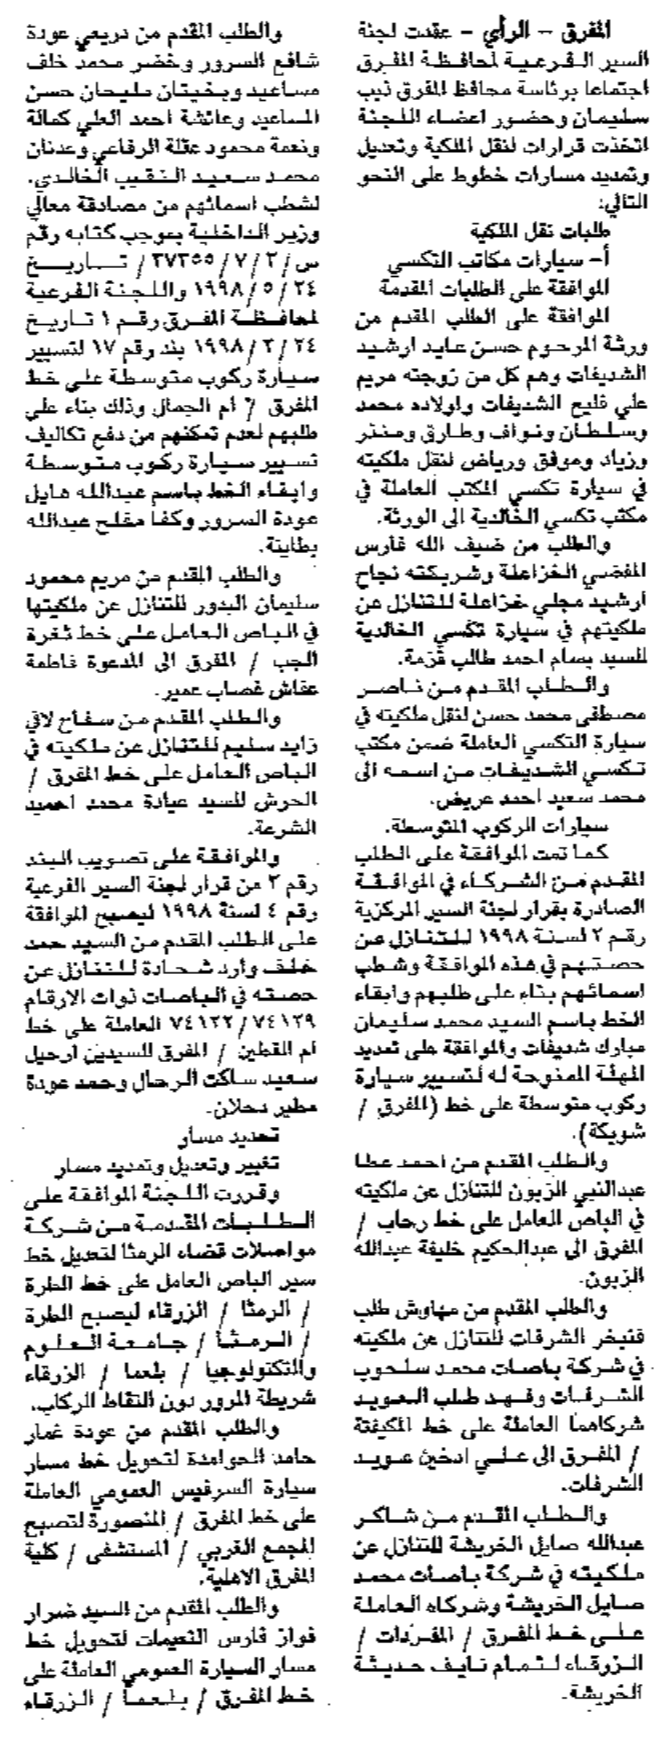 المفرق - الرأي - عقدت لجنة
السير الفرعية لمحافظة المفرق
اجتماعا برئاسة محافظ المفرق ذيب
سليمان وحضور اعضاء اللجنة
اتخذت قرارات لنقل الملكية وتعديل
وتمديد مسارات خطوط على النحو
التالي:
طلبات نقل الملكية
أ- سيارات مكاتب التكسي
الموافقة على الطلبات المقدمة
الموافقة على الطلب المقدم من
ورثة المرحوم حسن عايد ارشيد
الشديفات وهم كل من زوجته مريم
علي فليح الشديفات واولاده محمد
وسلطان ونواف وطارق ومنذر
وزياد وموفق ورياض لنقل ملكيته
في سيارة تكسي المكتب العاملة في
مكتب تكسي الخالدية الى الورثة.
والطلب من ضيف الله فارس
المفضي الخزاعلة وشريكته نجاح
ارشيد مجلي خزاعلة للتنازل عن
ملكيتهم في سيارة تكسي الخالدية
للسيد بسام احمد طالب قزمة.
والطلب المقدم من ناصر
مصطفى محمد حسن لنقل ملكيته في
سيارة التكسي العاملة ضمن مكتب
تكسي الشديفات من اسمه الى
محمد سعيد احمد عريض.
سيارات الركوب المتوسطة.
كما تمت الموافقة على الطلب
المقدم من الشركاء في الموافقة
الصادرة بقرار لجنة السير المركزية
رقم ٢ لسنة ١٩٩٨ للتنازل عن
حصتهم في هذه الموافقة وشطب
اسمائهم بناء على طلبهم وابقاء
الخط باسم السيد محمد سليمان
مبارك شديفات والموافقة على تمديد
المهلة الممنوحة له لتسيير سيارة
ركوب متوسطة على خط (المفرق /
شويكة).
والطلب المقدم من احمد عطا
عبدالنبي الزبون للتنازل عن ملكيته
في الباص العامل على خط رحاب /
المفرق الى عبدالحكيم خليفة عبدالله
الزبون.
والطلب المقدم من مهاوش طلب
فنيخر الشرفات للتنازل عن ملكيته
في شركة باصات محمد سلحوب
الشرفات وفهد طلب العويد
شركاهما العاملة على خط المكيفتة
/ المفرق الى علي ادخين عويد
الشرفات.
والطلب المقدم من شاكر
عبدالله صايل الخريشة للتنازل عن
ملكيته في شركة باصات محمد
صايل الخريشة وشركاه العاملة
على خط المفرق / المفردات /
الزرقاء لتمام نايف حديثة
الخريشة.
والطلب المقدم من دريعي عودة
شافع السرور وخضر محمد خلف
مساعيد وبخيتان مليحان حسن
المساعيد وعائشة احمد العلي كمالة
ونعمة محمود عقلة الرفاعي وعدنان
محمد سعيد النقيب الخالدي.
لشطب اسمائهم من مصادقة معالي
وزير الداخلية بموجب كتابه رقم
س/٢/٧/٢٧٣٥٥ / تاريخ
٢٤/٥/١٩٩٨ واللجنة الفرعية
لمحافظة المفرق رقم ١ تاريخ
٢٤/٢/١٩٩٨ بند رقم ١٧ لتسيير
سيارة ركوب متوسطة على خط
المفرق / أم الجمال وذلك بناء على
طلبهم لعدم تمكنهم من دفع تكاليف
تسيير سيارة ركوب متوسطة
وابقاء الخط باسم عبدالله هايل
عودة السرور وكفا مفلح عبدالله
بطاينة.
والطلب المقدم من مريم محمود
سليمان البدور للتنازل عن ملكيتها
في الباص العامل على خط ثغرة
الجب / المفرق الى المدعوة فاطمة
عفاش غصاب عمير.
والطلب المقدم من سفاح لافي
زايد سليم للتنازل عن ملكيته في
الباص العامل على خط المفرق /
الحرش للسيد عيادة محمد احميد
الشرعة.
والموافقة على تصويب البند
رقم ٢ من قرار لجنة السير الفرعية
رقم ٤ لسنة ١٩٩٨ ليصبح الموافقة
على الطلب المقدم من السيد حمد
خلف وارد شحادة للتنازل عن
حصته في الباصات ذوات الارقام
٧٤١٢٩/٧٤١٢٢ العاملة على خط
ام القطين / المفرق للسيدين ارحيل
سعيد ساكت الرحال وحمد عودة
مطير دحلان.
تمديد مسار
تغيير وتعديل وتمديد مسار
وقررت اللجنة الموافقة على
الطلبات المقدمة من شركة
مواصلات قضاء الرمثا لتعديل خط
سير الباص العامل على خط الطرة
/ الرمثا / الزرقاء ليصبح الطرة
/ الرمثا / جامعة العلوم
والتكنولوجيا / بلعما / الزرقاء
شريطة المرور دون التقاط الركاب.
والطلب المقدم من عودة غمار
حامد الحوامدة لتحويل خط مسار
سيارة السرفيس العمومي العاملة
على خط المفرق / المنصورة لتصبح
المجمع الغربي / المستشفى / كلية
المفرق الاهلية.
والطلب المقدم من السيد ضرار
فواز فارس النعيمات لتحويل خط
مسار السيارة العمومي العاملة على
خط المفرق / بلعما / الزرقاء